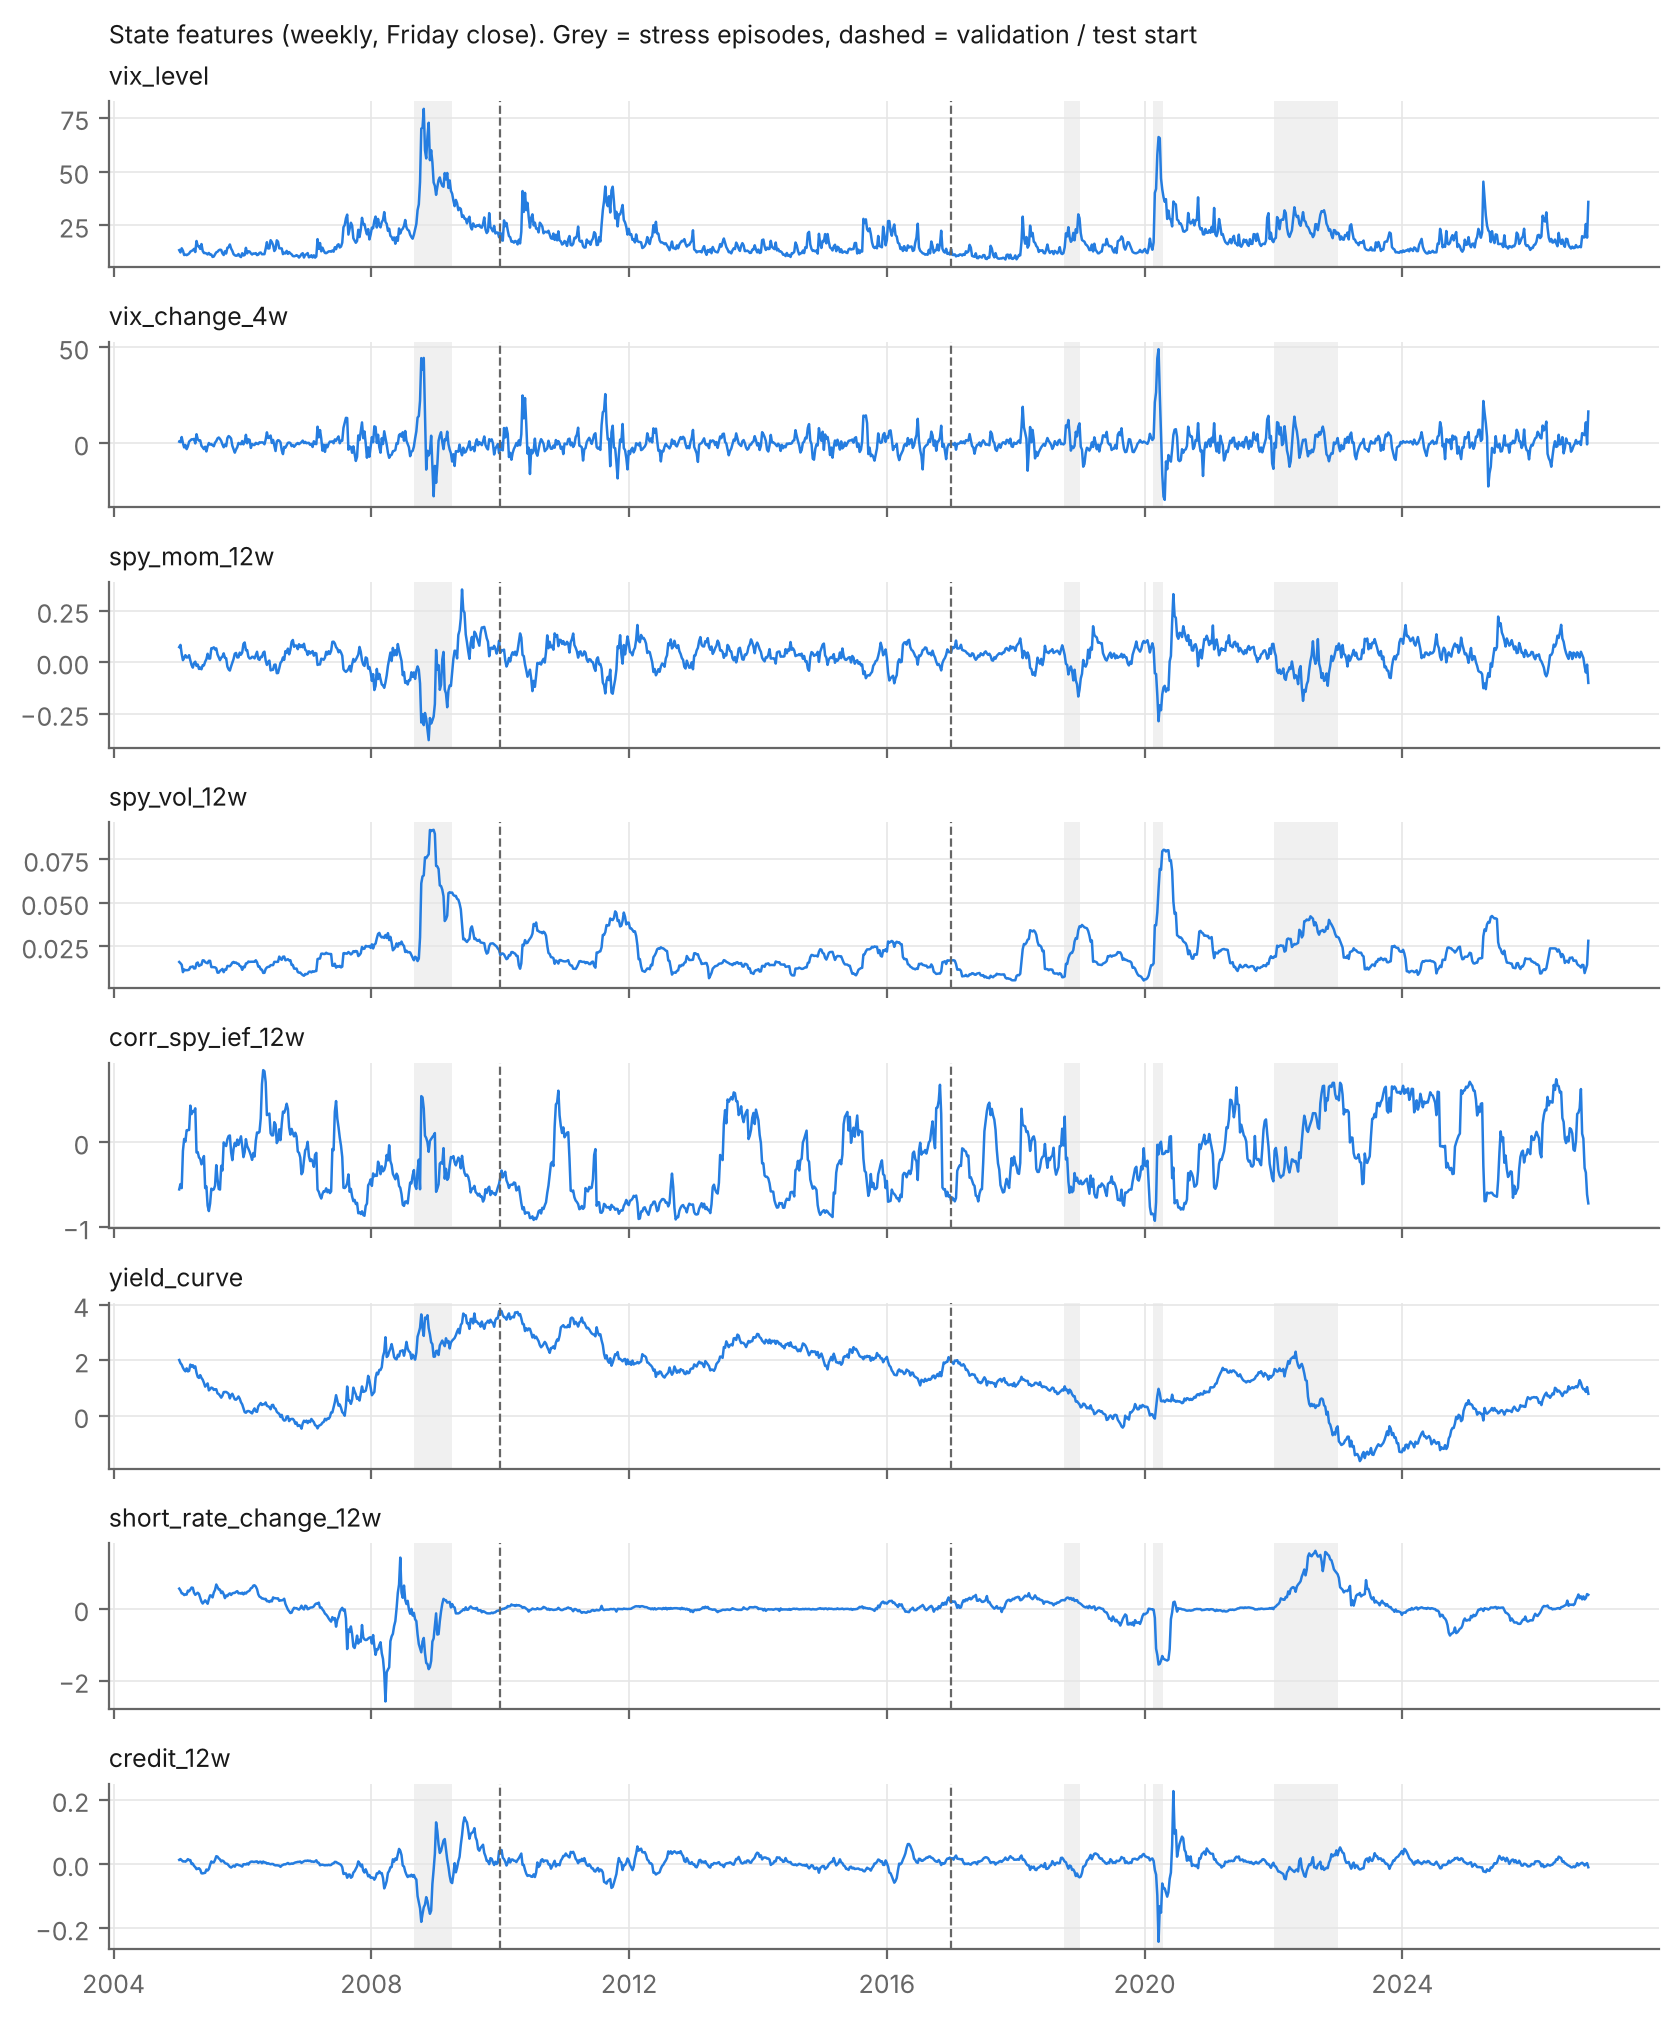 State features (weekly, Friday close). Grey = stress episodes, dashed = validation / test start
vix_level
75
50
25
vix_change_4w
50
0
spy_mom_12w
0.25
0.00
−0.25
spy_vol_12w
0.075
0.050
0.025
corr_spy_ief_12w
0
−1
yield_curve
4
2
0
short_rate_change_12w
0
−2
credit_12w
0.2
0.0
−0.2
2004 2008 2012 2016 2020 2024